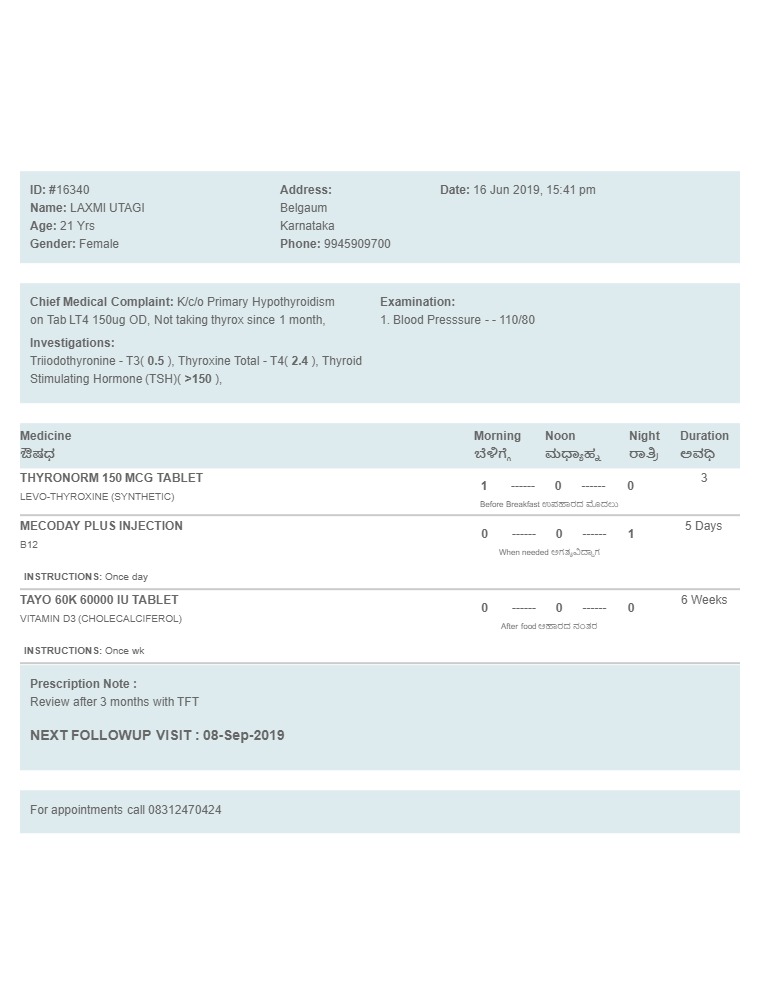 ID: #16340
Name: LAXMI UTAGI
Age: 21 Yrs
Gender: Female
Address:
Belgaum
Karnataka
Phone: 9945909700
Date: 16 Jun 2019, 15:41 pm
Chief Medical Complaint: K/c/o Primary Hypothyroidism
on Tab LT4 150ug OD, Not taking thyrox since 1 month,
Investigations:
Triiodothyronine - T3( 0.5 ), Thyroxine Total - T4( 2.4 ), Thyroid
Stimulating Hormone (TSH)( >150 ),
Examination:
1. Blood Presssure - - 110/80
Medicine Morning Noon Night Duration
ಔಷಧ ಬೆಳಿಗ್ಗೆ ಮಧ್ಯಾಹ್ನ ರಾತ್ರಿ ಅವಧಿ
THYRONORM 150 MCG TABLET 1 ------ 0 ------ 0 3
LEVO-THYROXINE (SYNTHETIC)
Before Breakfast ಉಪಹಾರದ ಮೊದಲು
MECODAY PLUS INJECTION 0 ------ 0 ------ 1 5 Days
B12
When needed ಅಗತ್ಯವಿದ್ದಾಗ
INSTRUCTIONS: Once day
TAYO 60K 60000 IU TABLET 0 ------ 0 ------ 0 6 Weeks
VITAMIN D3 (CHOLECALCIFEROL)
After food ಆಹಾರದ ನಂತರ
INSTRUCTIONS: Once wk
Prescription Note :
Review after 3 months with TFT
NEXT FOLLOWUP VISIT : 08-Sep-2019
For appointments call 08312470424